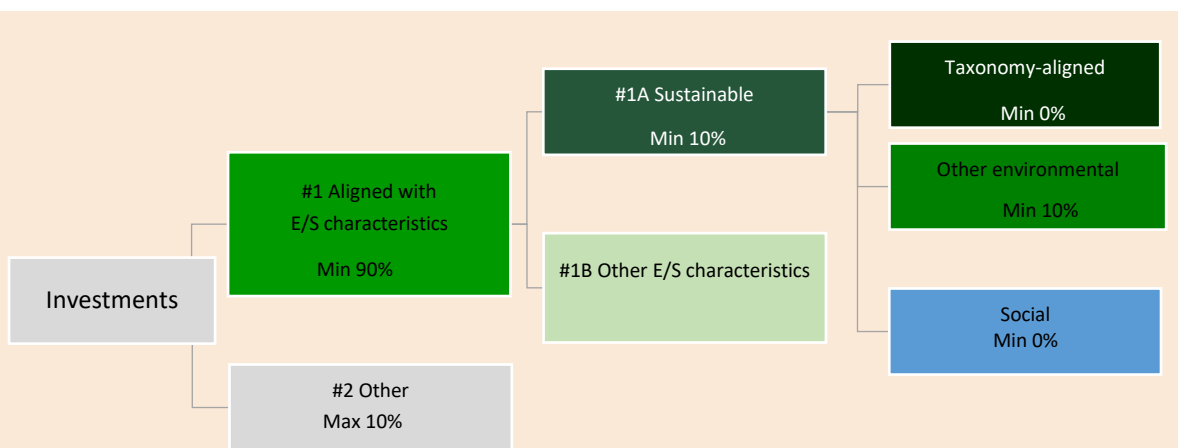 Investments
#1 Aligned with
E/S characteristics
Min 90%
#2 Other
Max 10%
#1A Sustainable
Min 10%
#1B Other E/S characteristics
Taxonomy-aligned
Min 0%
Other environmental
Min 10%
Social
Min 0%